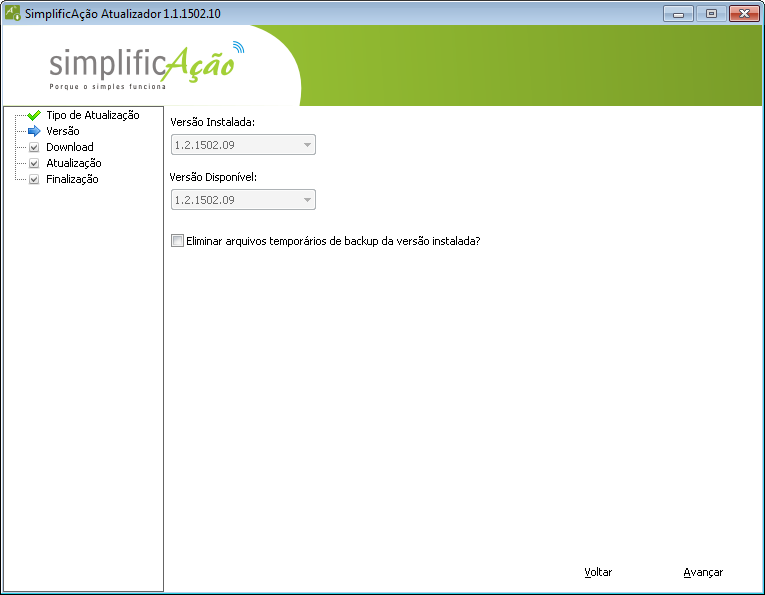 SimplificAção Atualizador 1.1.1502.10
simplificAção
Porque o simples funciona
Tipo de Atualização
Versão
Download
Atualização
Finalização
Versão Instalada:
1.2.1502.09
Versão Disponível:
1.2.1502.09
Eliminar arquivos temporários de backup da versão instalada?
Voltar
Avançar